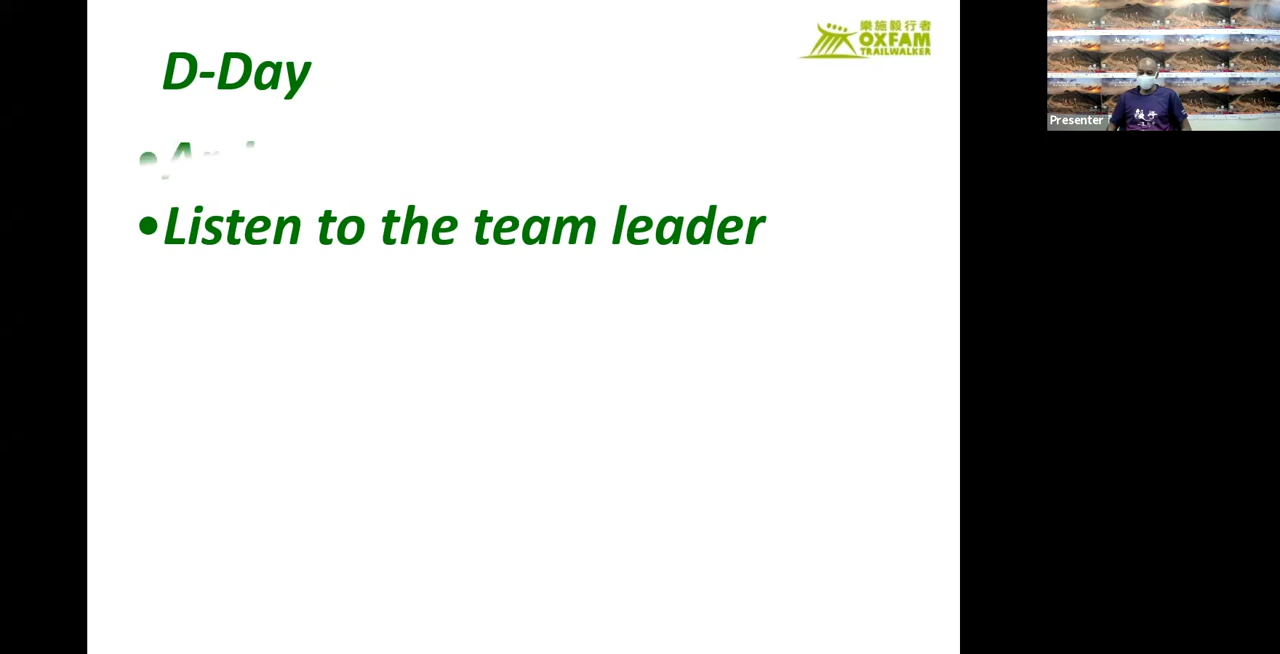 D-Day
樂施毅行者
OXFAM
TRAILWALKER
•Listen to the team leader
Presenter